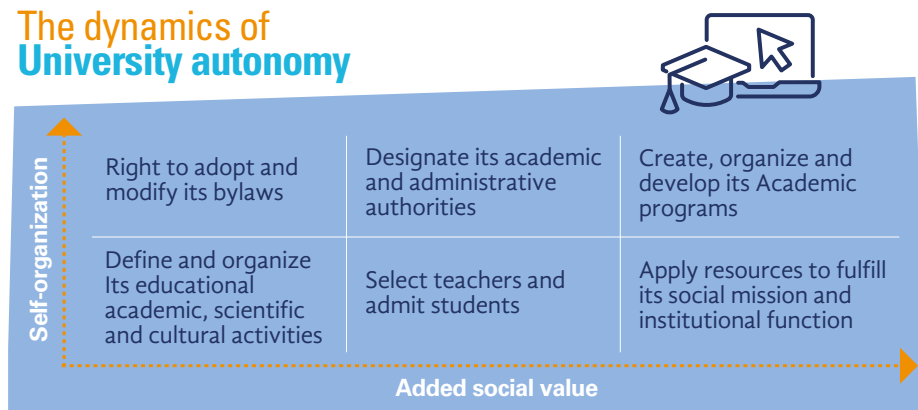 The dynamics of
University autonomy
Self-organization
Right to adopt and
modify its bylaws
Designate its academic
and administrative
authorities
Create, organize and
develop its Academic
programs
Define and organize
Its educational
academic, scientific
and cultural activities
Select teachers and
admit students
Apply resources to fulfill
its social mission and
institutional function
Added social value